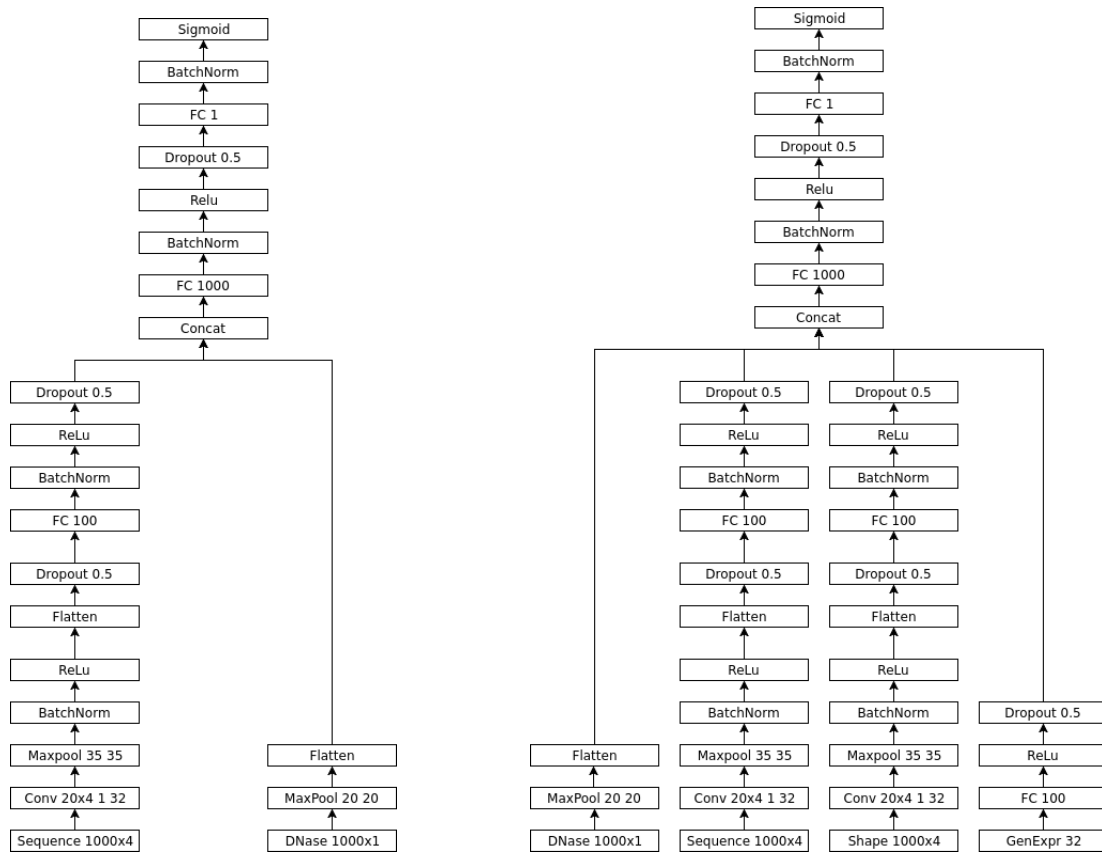 Sigmoid
BatchNorm
FC 1
Dropout 0.5
Relu
BatchNorm
FC 1000
Concat
Dropout 0.5
ReLu
BatchNorm
FC 100
Dropout 0.5
Flatten
ReLu
BatchNorm
Maxpool 35 35
Conv 20x4 1 32
Sequence 1000x4
Flatten
MaxPool 20 20
DNase 1000x1
Sigmoid
BatchNorm
FC 1
Dropout 0.5
Relu
BatchNorm
FC 1000
Concat
Flatten
MaxPool 20 20
DNase 1000x1
Dropout 0.5
ReLu
BatchNorm
FC 100
Dropout 0.5
Flatten
ReLu
BatchNorm
Maxpool 35 35
Conv 20x4 1 32
Sequence 1000x4
Dropout 0.5
ReLu
BatchNorm
FC 100
Dropout 0.5
Flatten
ReLu
BatchNorm
Maxpool 35 35
Conv 20x4 1 32
Shape 1000x4
Dropout 0.5
ReLu
FC 100
GenExpr 32